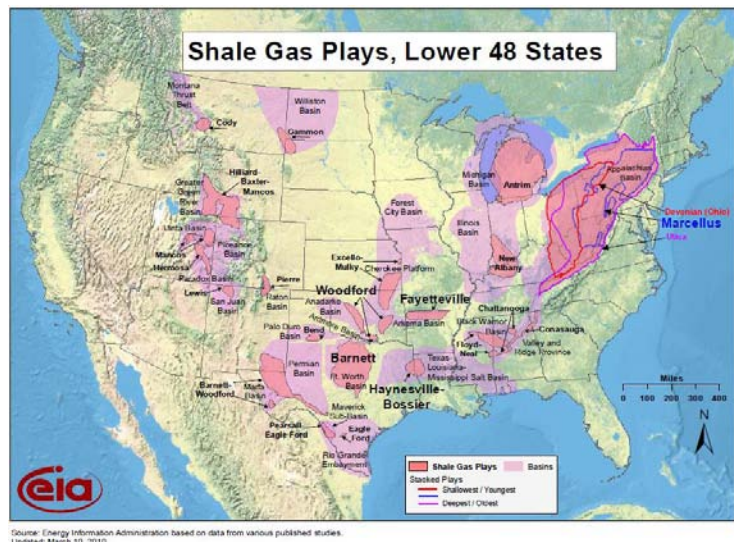 Shale Gas Plays, Lower 48 States
Montana
Thrust
Belt
Cody
Williston
Basin
Gammon
Hilliard-
Baxter-
Mancos
Greater
Green
River
Basin
Uinta Basin
Piceance
Basin
Mancos
Hermosa
Paradox Basin
Lewis
San Juan
Basin
Pierre
Raton
Basin
Forest
City Basin
Excello-
Mulky
Cherokee Platform
Woodford
Anadarko
Basin
Ardmore Basin
Arkoma Basin
Fayetteville
Palo Duro
Basin
Bend
Permian
Basin
Barnett
Ft. Worth
Basin
Barnett-
Woodford
Marfa
Basin
Pearsall
Eagle Ford
Maverick
Sub-Basin
Eagle
Ford
Rio Grande
Embayment
Haynesville-
Bossier
Texas-
Louisiana-
Mississippi Salt Basin
Michigan
Basin
Antrim
Illinois
Basin
New
Albany
Chattanooga
Black Warrior
Basin
Floyd-
Neal
Conasauga
Valley and
Ridge Province
Appalachian
Basin
Devonian (Ohio)
Marcellus
Utica
Miles
0 100 200 300 400
N
Shale Gas Plays
Basins
Stacked Plays
Shallowest / Youngest
Deepest / Oldest
eia
Source: Energy Information Administration based on data from various published studies.
Updated: March 10, 2010